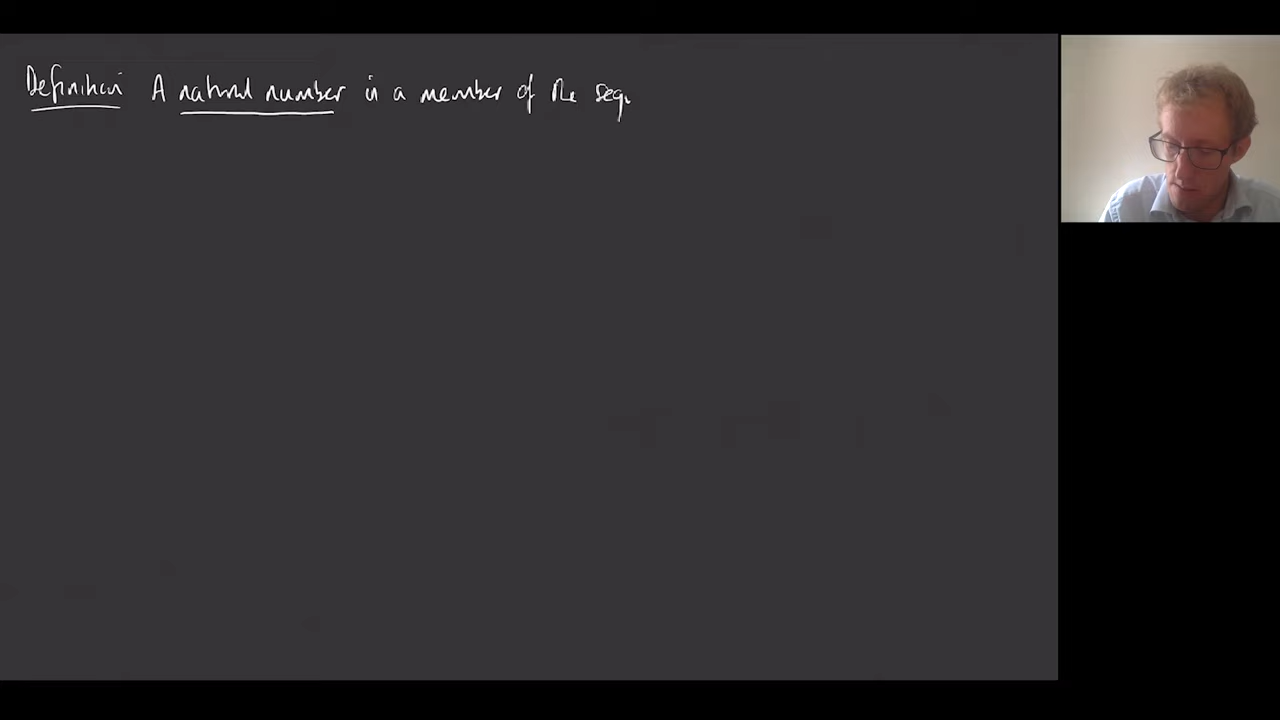 Definition A natural number is a member of the seq